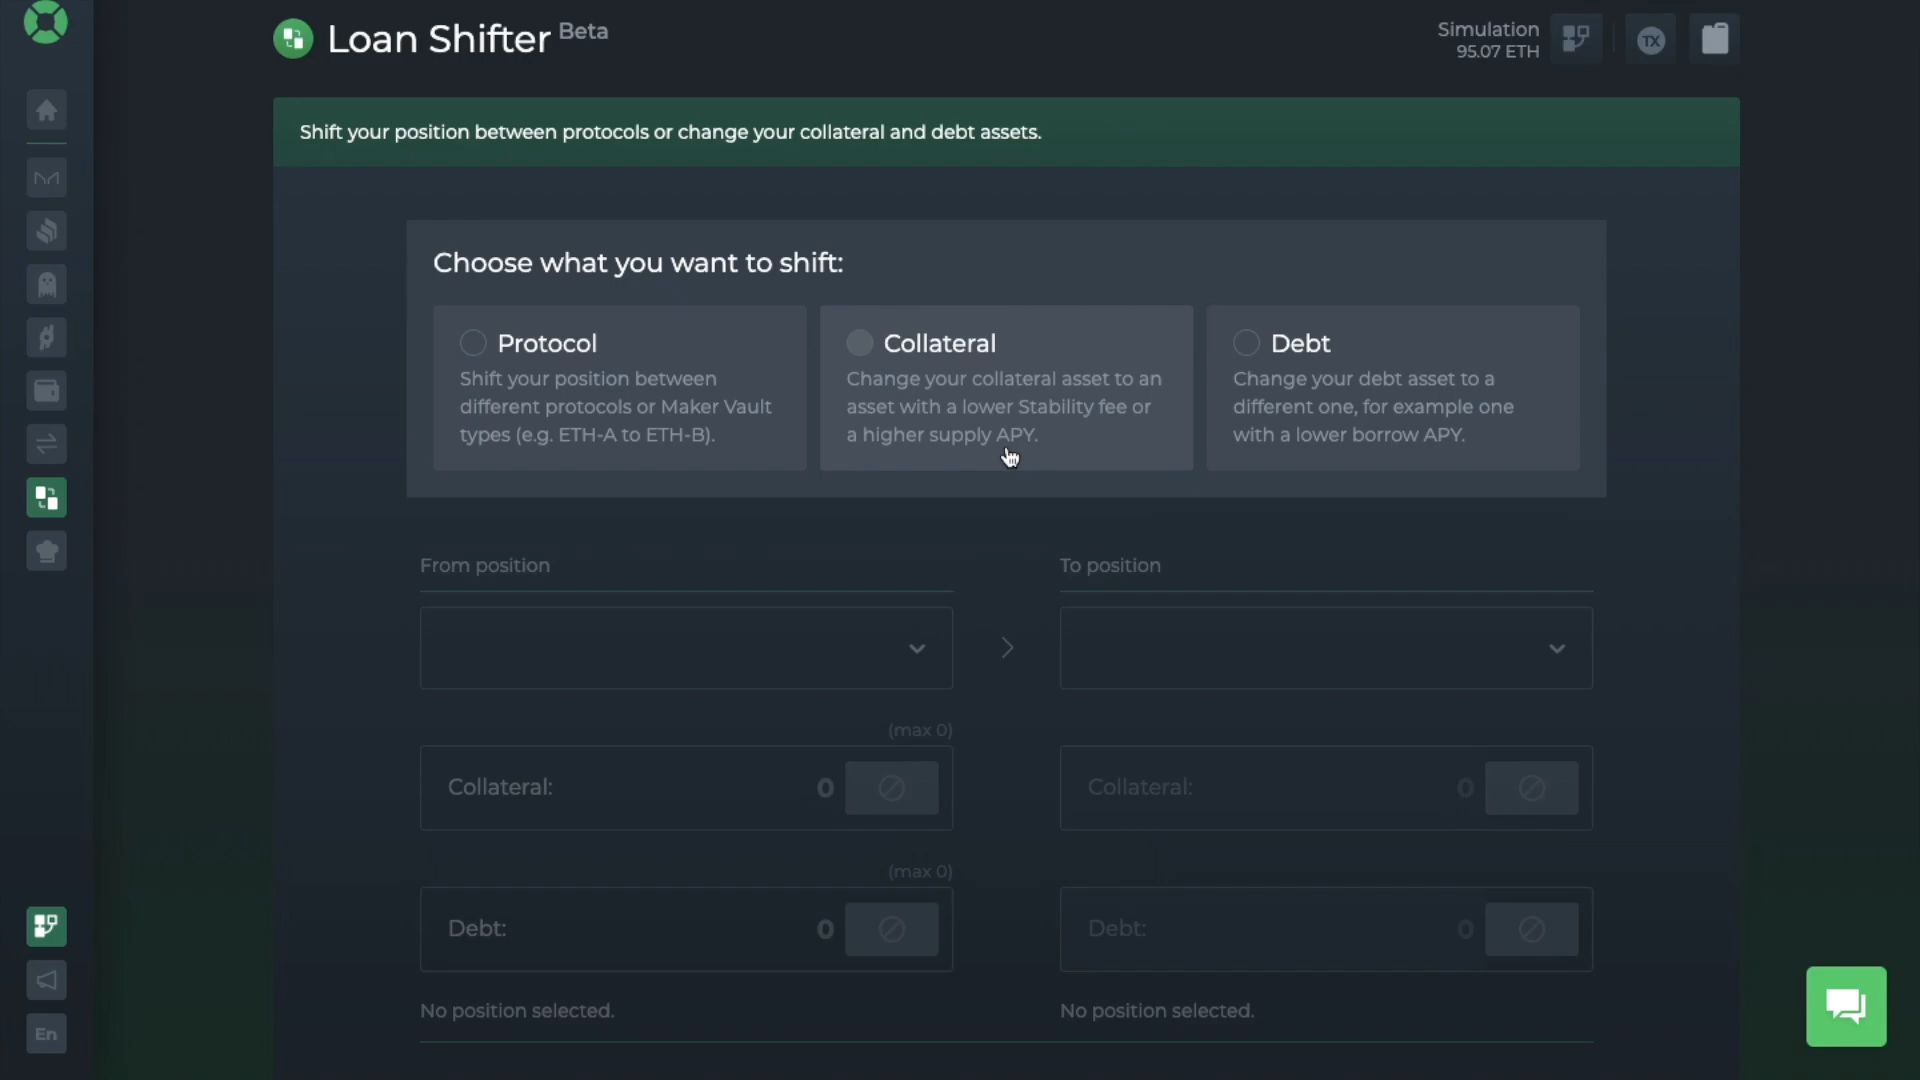 Loan Shifter Beta
Simulation
95.07 ETH
TX
Shift your position between protocols or change your collateral and debt assets.
Choose what you want to shift:
Protocol
Shift your position between
different protocols or Maker Vault
types (e.g. ETH-A to ETH-B).
Collateral
Change your collateral asset to an
asset with a lower Stability fee or
a higher supply APY.
Debt
Change your debt asset to a
different one, for example one
with a lower borrow APY.
From position
To position
(max 0)
Collateral: 0
Collateral: 0
(max 0)
Debt: 0
Debt: 0
No position selected.
No position selected.
En